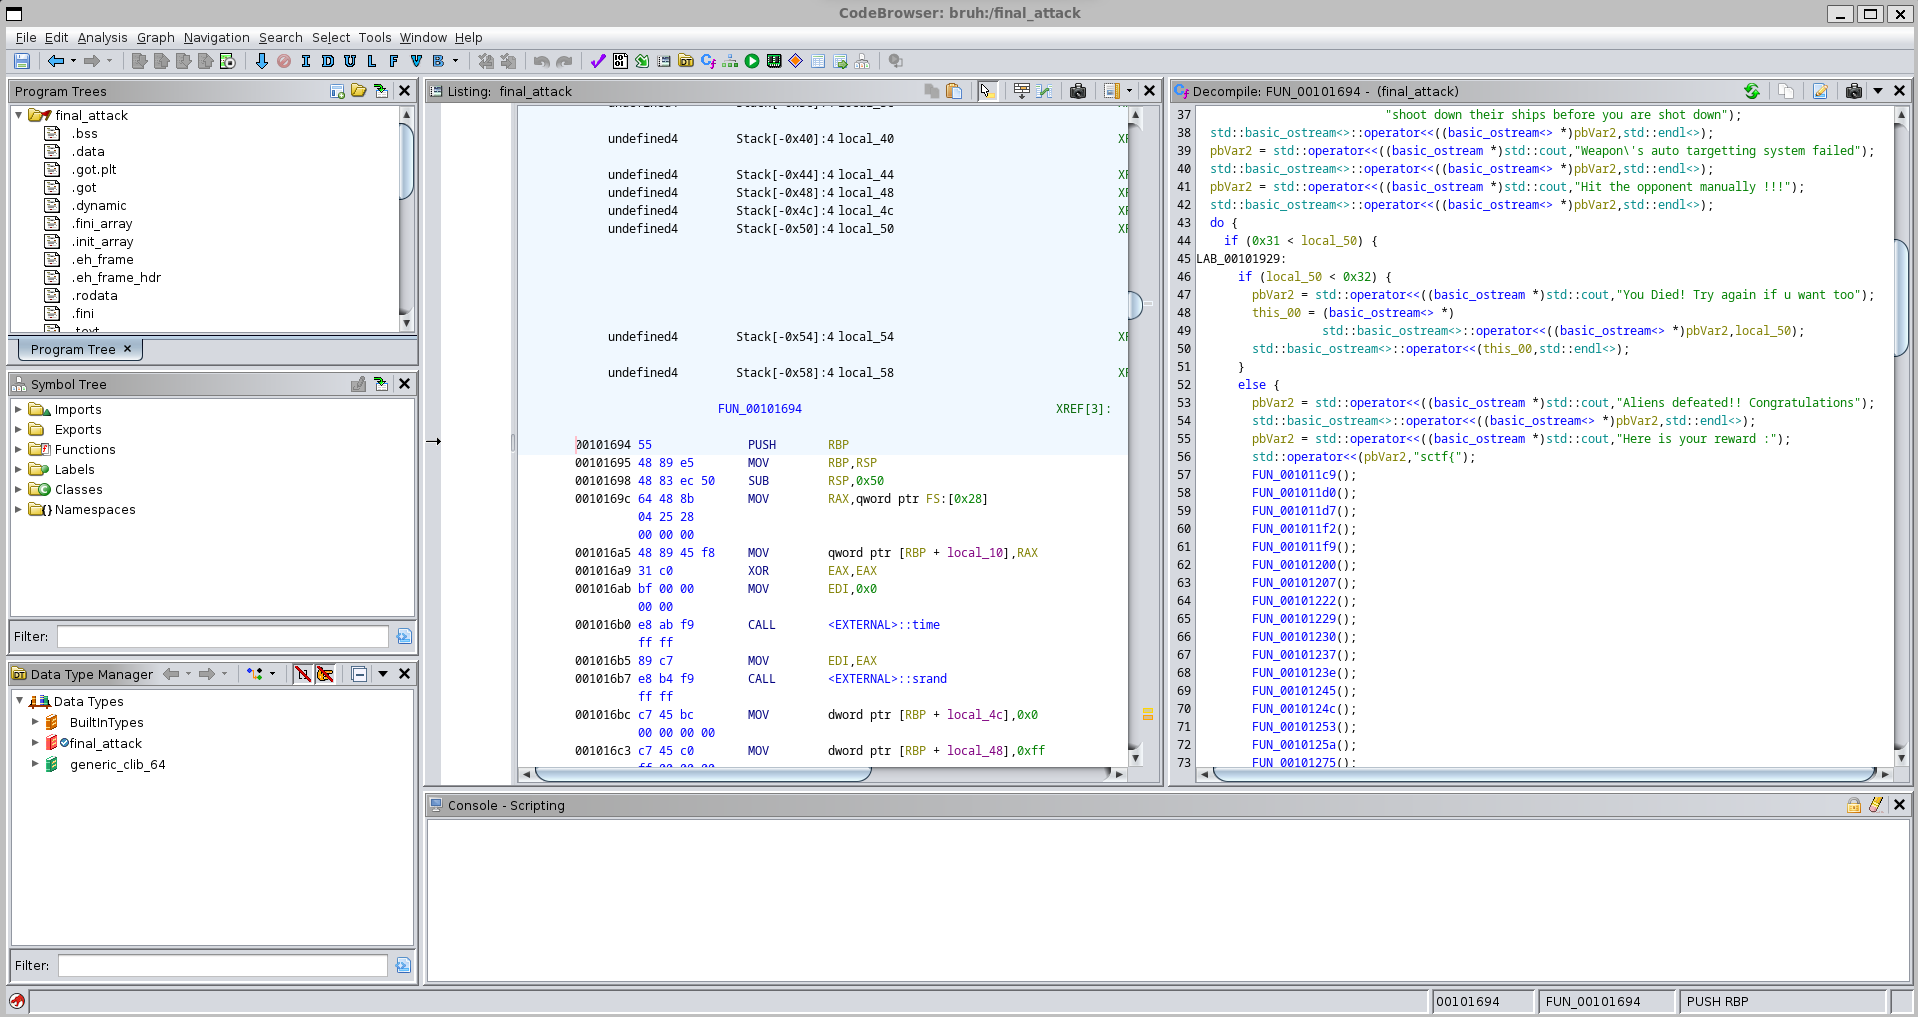 CodeBrowser: bruh:/final_attack
File Edit Analysis Graph Navigation Search Select Tools Window Help
I D U L F V B
Program Trees
final_attack
.bss
.data
.got.plt
.got
.dynamic
.fini_array
.init_array
.eh_frame
.eh_frame_hdr
.rodata
.fini
.text
Program Tree ×
Symbol Tree
Imports
Exports
Functions
Labels
Classes
Namespaces
Filter:
Data Type Manager
Data Types
BuiltInTypes
final_attack
generic_clib_64
Filter:
Listing: final_attack
undefined4 Stack[-0x40]:4 local_40 XR
undefined4 Stack[-0x44]:4 local_44 XR
undefined4 Stack[-0x48]:4 local_48 XR
undefined4 Stack[-0x4c]:4 local_4c XR
undefined4 Stack[-0x50]:4 local_50 XR
undefined4 Stack[-0x54]:4 local_54 XR
undefined4 Stack[-0x58]:4 local_58 XR
FUN_00101694 XREF[3]:
00101694 55 PUSH RBP
00101695 48 89 e5 MOV RBP,RSP
00101698 48 83 ec 50 SUB RSP,0x50
0010169c 64 48 8b MOV RAX,qword ptr FS:[0x28]
04 25 28
00 00 00
001016a5 48 89 45 f8 MOV qword ptr [RBP + local_10],RAX
001016a9 31 c0 XOR EAX,EAX
001016ab bf 00 00 MOV EDI,0x0
00 00
001016b0 e8 ab f9 CALL <EXTERNAL>::time
ff ff
001016b5 89 c7 MOV EDI,EAX
001016b7 e8 b4 f9 CALL <EXTERNAL>::srand
ff ff
001016bc c7 45 bc MOV dword ptr [RBP + local_4c],0x0
00 00 00 00
001016c3 c7 45 c0 MOV dword ptr [RBP + local_48],0xff
ff 00 00 00
Decompile: FUN_00101694 - (final_attack)
37 "shoot down their ships before you are shot down");
38 std::basic_ostream<>::operator<<((basic_ostream<> *)pbVar2,std::endl<>);
39 pbVar2 = std::operator<<((basic_ostream *)std::cout,"Weapon\'s auto targetting system failed");
40 std::basic_ostream<>::operator<<((basic_ostream<> *)pbVar2,std::endl<>);
41 pbVar2 = std::operator<<((basic_ostream *)std::cout,"Hit the opponent manually !!!");
42 std::basic_ostream<>::operator<<((basic_ostream<> *)pbVar2,std::endl<>);
43 do {
44 if (0x31 < local_50) {
45 LAB_00101929:
46 if (local_50 < 0x32) {
47 pbVar2 = std::operator<<((basic_ostream *)std::cout,"You Died! Try again if u want too");
48 this_00 = (basic_ostream<> *)
49 std::basic_ostream<>::operator<<((basic_ostream<> *)pbVar2,local_50);
50 std::basic_ostream<>::operator<<(this_00,std::endl<>);
51 }
52 else {
53 pbVar2 = std::operator<<((basic_ostream *)std::cout,"Aliens defeated!! Congratulations");
54 std::basic_ostream<>::operator<<((basic_ostream<> *)pbVar2,std::endl<>);
55 pbVar2 = std::operator<<((basic_ostream *)std::cout,"Here is your reward :");
56 std::operator<<(pbVar2,"sctf{");
57 FUN_001011c9();
58 FUN_001011d0();
59 FUN_001011d7();
60 FUN_001011f2();
61 FUN_001011f9();
62 FUN_00101200();
63 FUN_00101207();
64 FUN_00101222();
65 FUN_00101229();
66 FUN_00101230();
67 FUN_00101237();
68 FUN_0010123e();
69 FUN_00101245();
70 FUN_0010124c();
71 FUN_00101253();
72 FUN_0010125a();
73 FUN_00101275();
Console - Scripting
00101694 FUN_00101694 PUSH RBP